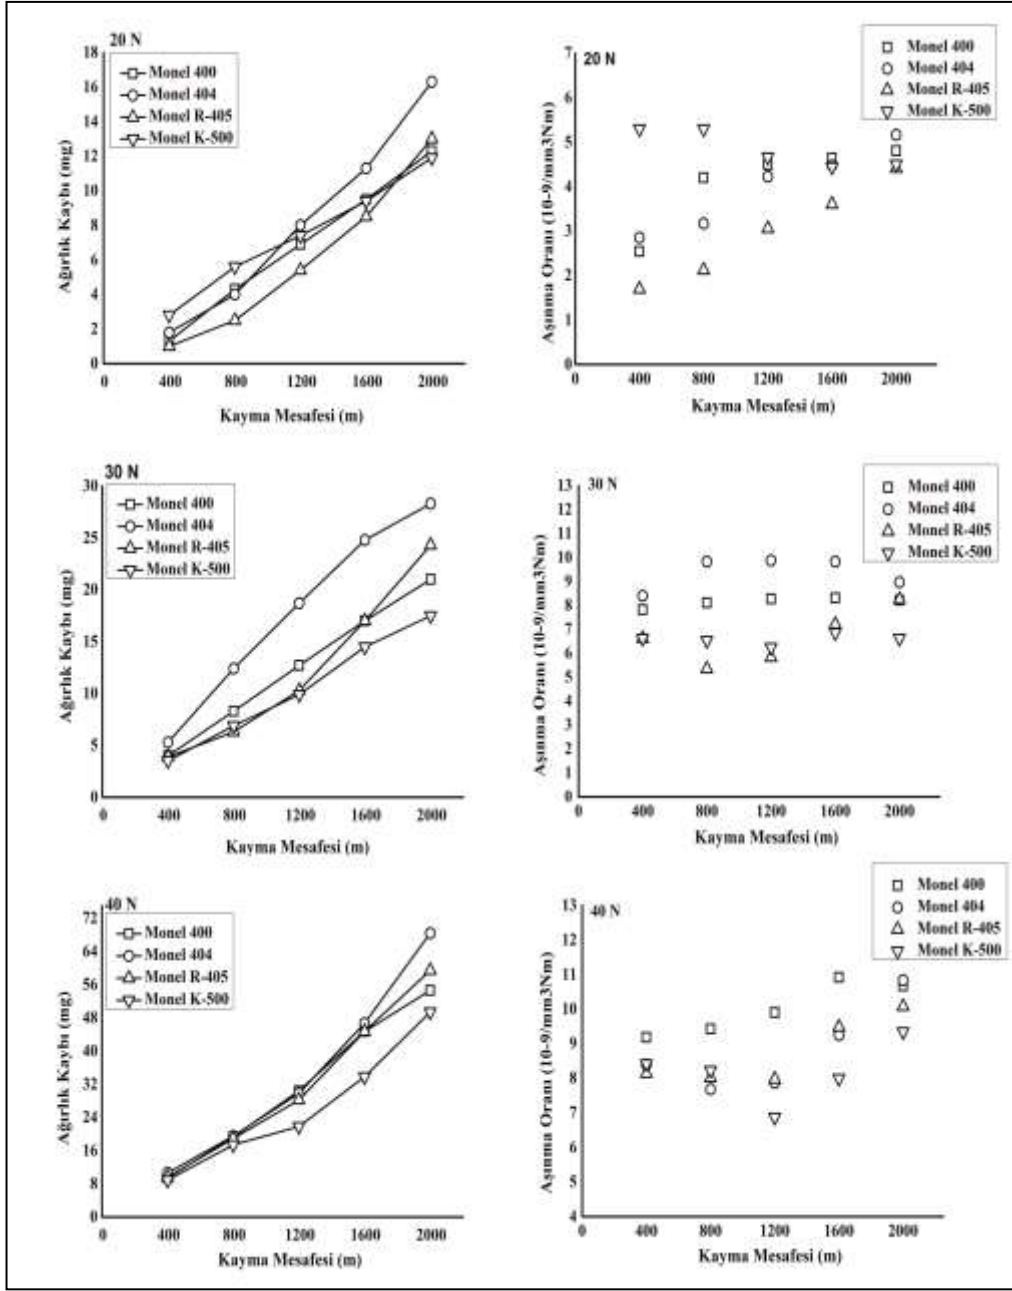 20 N
Ağırlık Kaybı (mg)
18
16
14
12
10
8
6
4
2
0
Monel 400
Monel 404
Monel R-405
Monel K-500
0 400 800 1200 1600 2000
Kayma Mesafesi (m)
20 N
Aşınma Oranı (10-9/mm3Nm)
7
6
5
4
3
2
1
0
Monel 400
Monel 404
Monel R-405
Monel K-500
0 400 800 1200 1600 2000
Kayma Mesafesi (m)
30 N
Ağırlık Kaybı (mg)
30
25
20
15
10
5
0
Monel 400
Monel 404
Monel R-405
Monel K-500
0 400 800 1200 1600 2000
Kayma Mesafesi (m)
30 N
Aşınma Oranı (10-9/mm3Nm)
13
12
11
10
9
8
7
6
5
4
3
2
1
0
Monel 400
Monel 404
Monel R-405
Monel K-500
0 400 800 1200 1600 2000
Kayma Mesafesi (m)
40 N
Ağırlık Kaybı (mg)
72
64
56
48
40
32
24
16
8
0
Monel 400
Monel 404
Monel R-405
Monel K-500
0 400 800 1200 1600 2000
Kayma Mesafesi (m)
40 N
Aşınma Oranı (10-9/mm3Nm)
13
12
11
10
9
8
7
6
5
4
Monel 400
Monel 404
Monel R-405
Monel K-500
0 400 800 1200 1600 2000
Kayma Mesafesi (m)